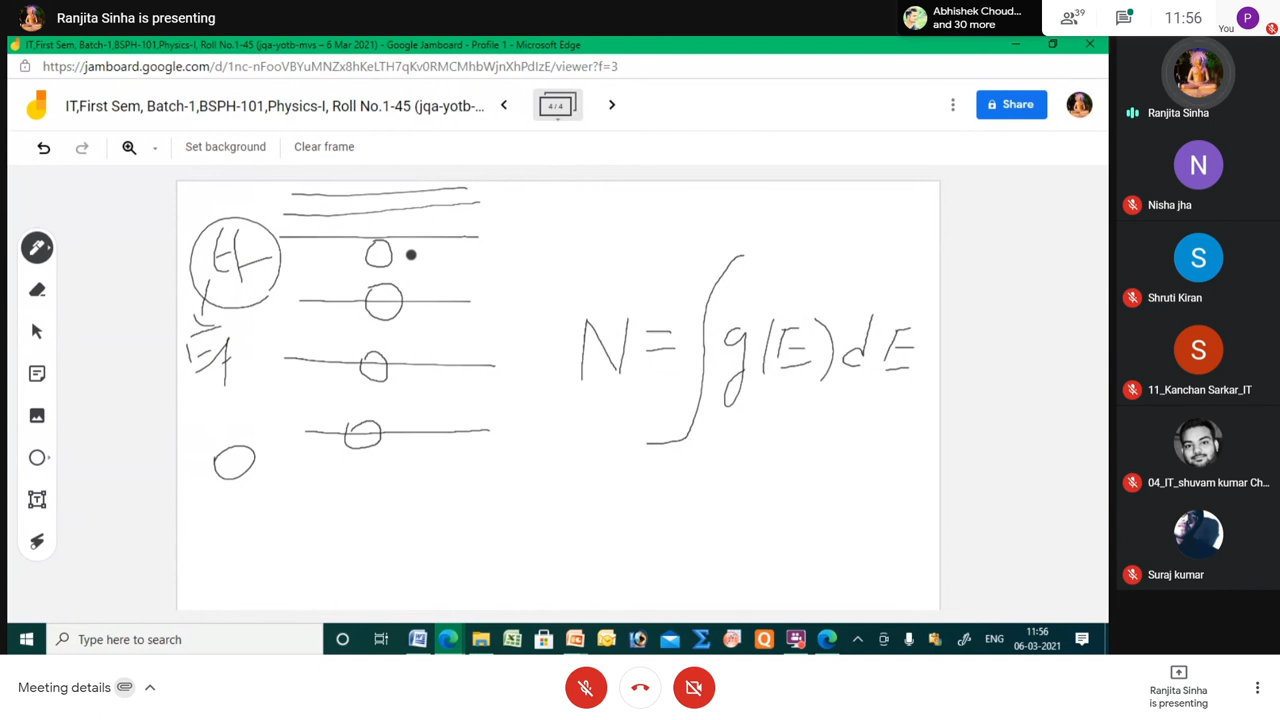 Ranjita Sinha is presenting
Abhishek Choud...
and 30 more
39
11:56
P
You
IT,First Sem, Batch-1,BSPH-101,Physics-I, Roll No.1-45 (jqa-yotb-mvs – 6 Mar 2021) - Google Jamboard - Profile 1 - Microsoft Edge
https://jamboard.google.com/d/1nc-nFooVBYuMNZx8hKeLTH7qKv0RMCMhbWjnXhPdIzE/viewer?f=3
IT,First Sem, Batch-1,BSPH-101,Physics-I, Roll No.1-45 (jqa-yotb-...
4/4
Share
Set background
Clear frame
Ef
Ef
N = ∫ g(E) dE
Ranjita Sinha
N
Nisha jha
S
Shruti Kiran
S
11_Kanchan Sarkar_IT
04_IT_shuvam kumar Ch...
Suraj kumar
Type here to search
ENG
11:56
06-03-2021
Meeting details
Ranjita Sinha
is presenting